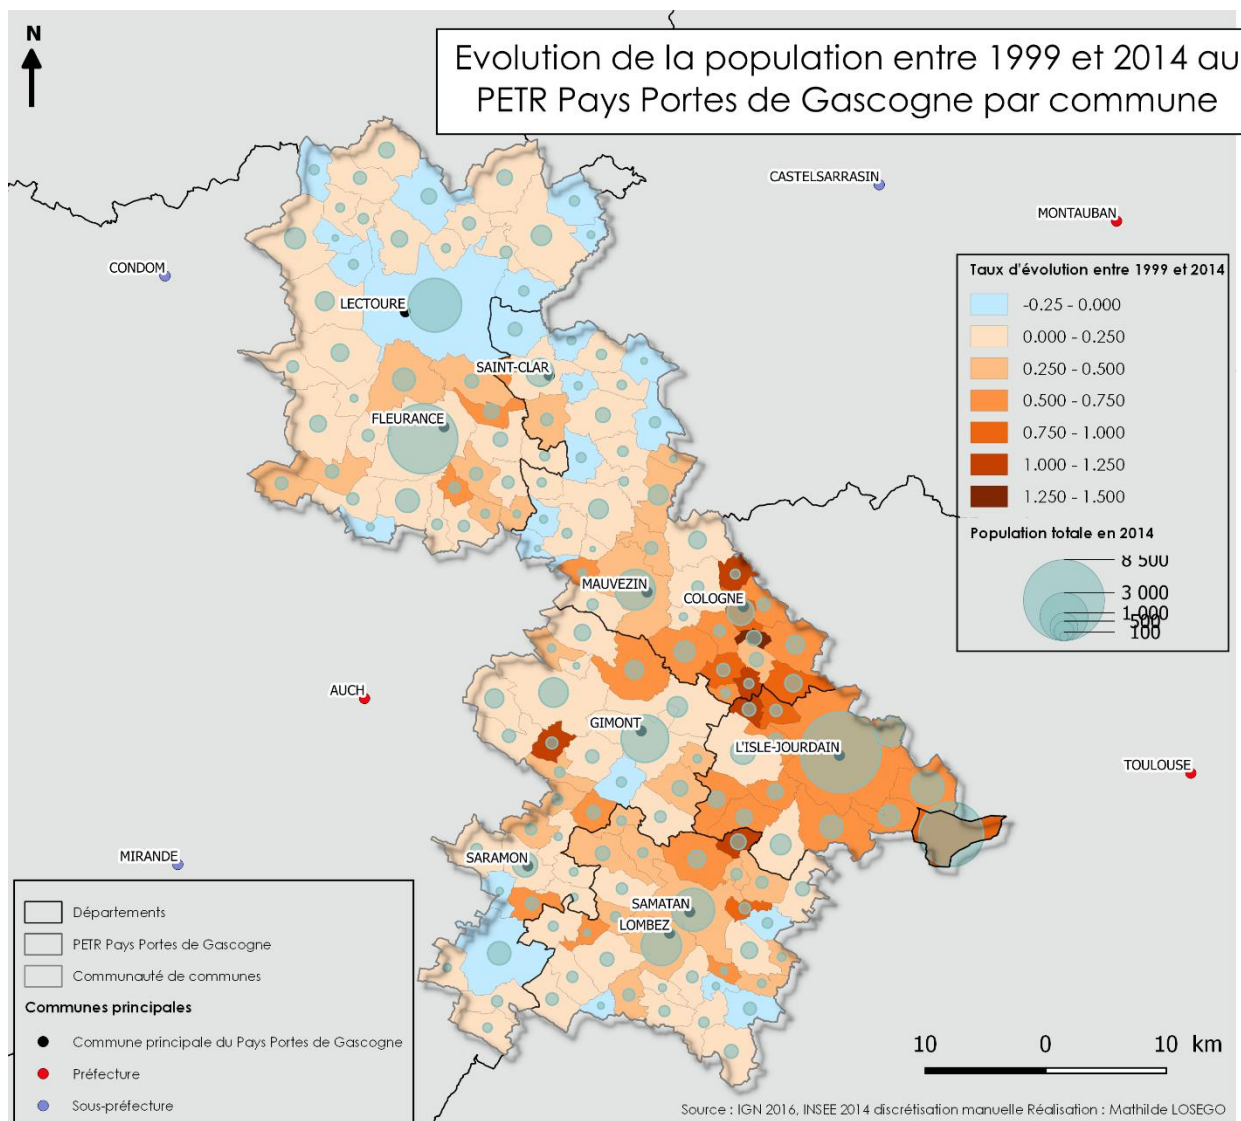 N
Evolution de la population entre 1999 et 2014 au
PETR Pays Portes de Gascogne par commune
CASTELSARRASIN
MONTAUBAN
CONDOM
LECTOURE
SAINT-CLAR
FLEURANCE
MAUVEZIN
COLOGNE
AUCH
GIMONT
L'ISLE-JOURDAIN
TOULOUSE
MIRANDE
SARAMON
SAMATAN
LOMBEZ
Taux d'évolution entre 1999 et 2014
-0.25 - 0.000
0.000 - 0.250
0.250 - 0.500
0.500 - 0.750
0.750 - 1.000
1.000 - 1.250
1.250 - 1.500
Population totale en 2014
8 500
3 000
1 000
500
100
Départements
PETR Pays Portes de Gascogne
Communauté de communes
Communes principales
Commune principale du Pays Portes de Gascogne
Préfecture
Sous-préfecture
10 0 10 km
Source : IGN 2016, INSEE 2014 discrétisation manuelle Réalisation : Mathilde LOSEGO